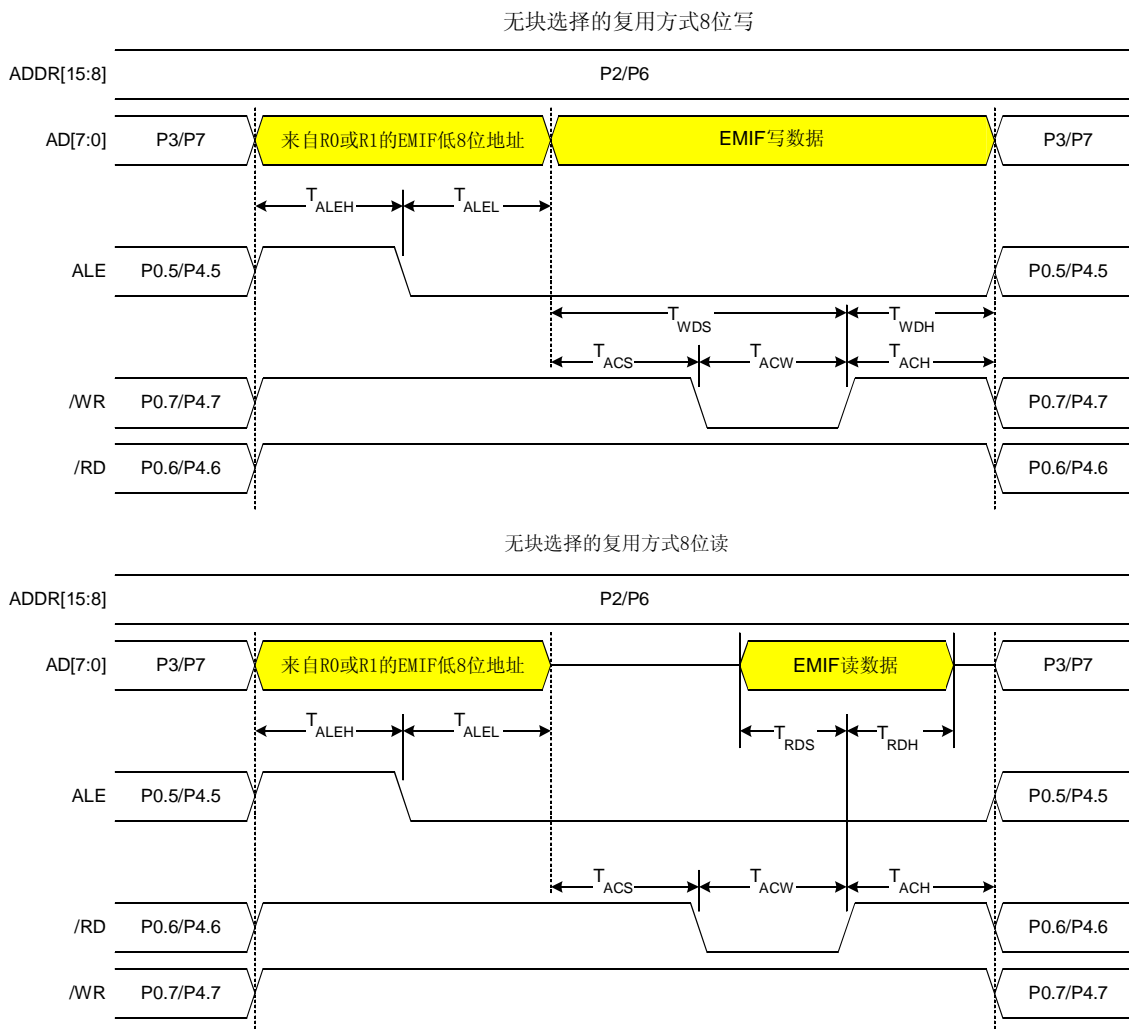 无块选择的复用方式8位写
ADDR[15:8] P2/P6
AD[7:0] P3/P7 来自R0或R1的EMIF低8位地址 EMIF写数据 P3/P7
TALEH TALEL
ALE P0.5/P4.5 P0.5/P4.5
TWDS TWDH
TACS TACW TACH
/WR P0.7/P4.7 P0.7/P4.7
/RD P0.6/P4.6 P0.6/P4.6
无块选择的复用方式8位读
ADDR[15:8] P2/P6
AD[7:0] P3/P7 来自R0或R1的EMIF低8位地址 EMIF读数据 P3/P7
TALEH TALEL TRDS TRDH
ALE P0.5/P4.5 P0.5/P4.5
TACS TACW TACH
/RD P0.6/P4.6 P0.6/P4.6
/WR P0.7/P4.7 P0.7/P4.7